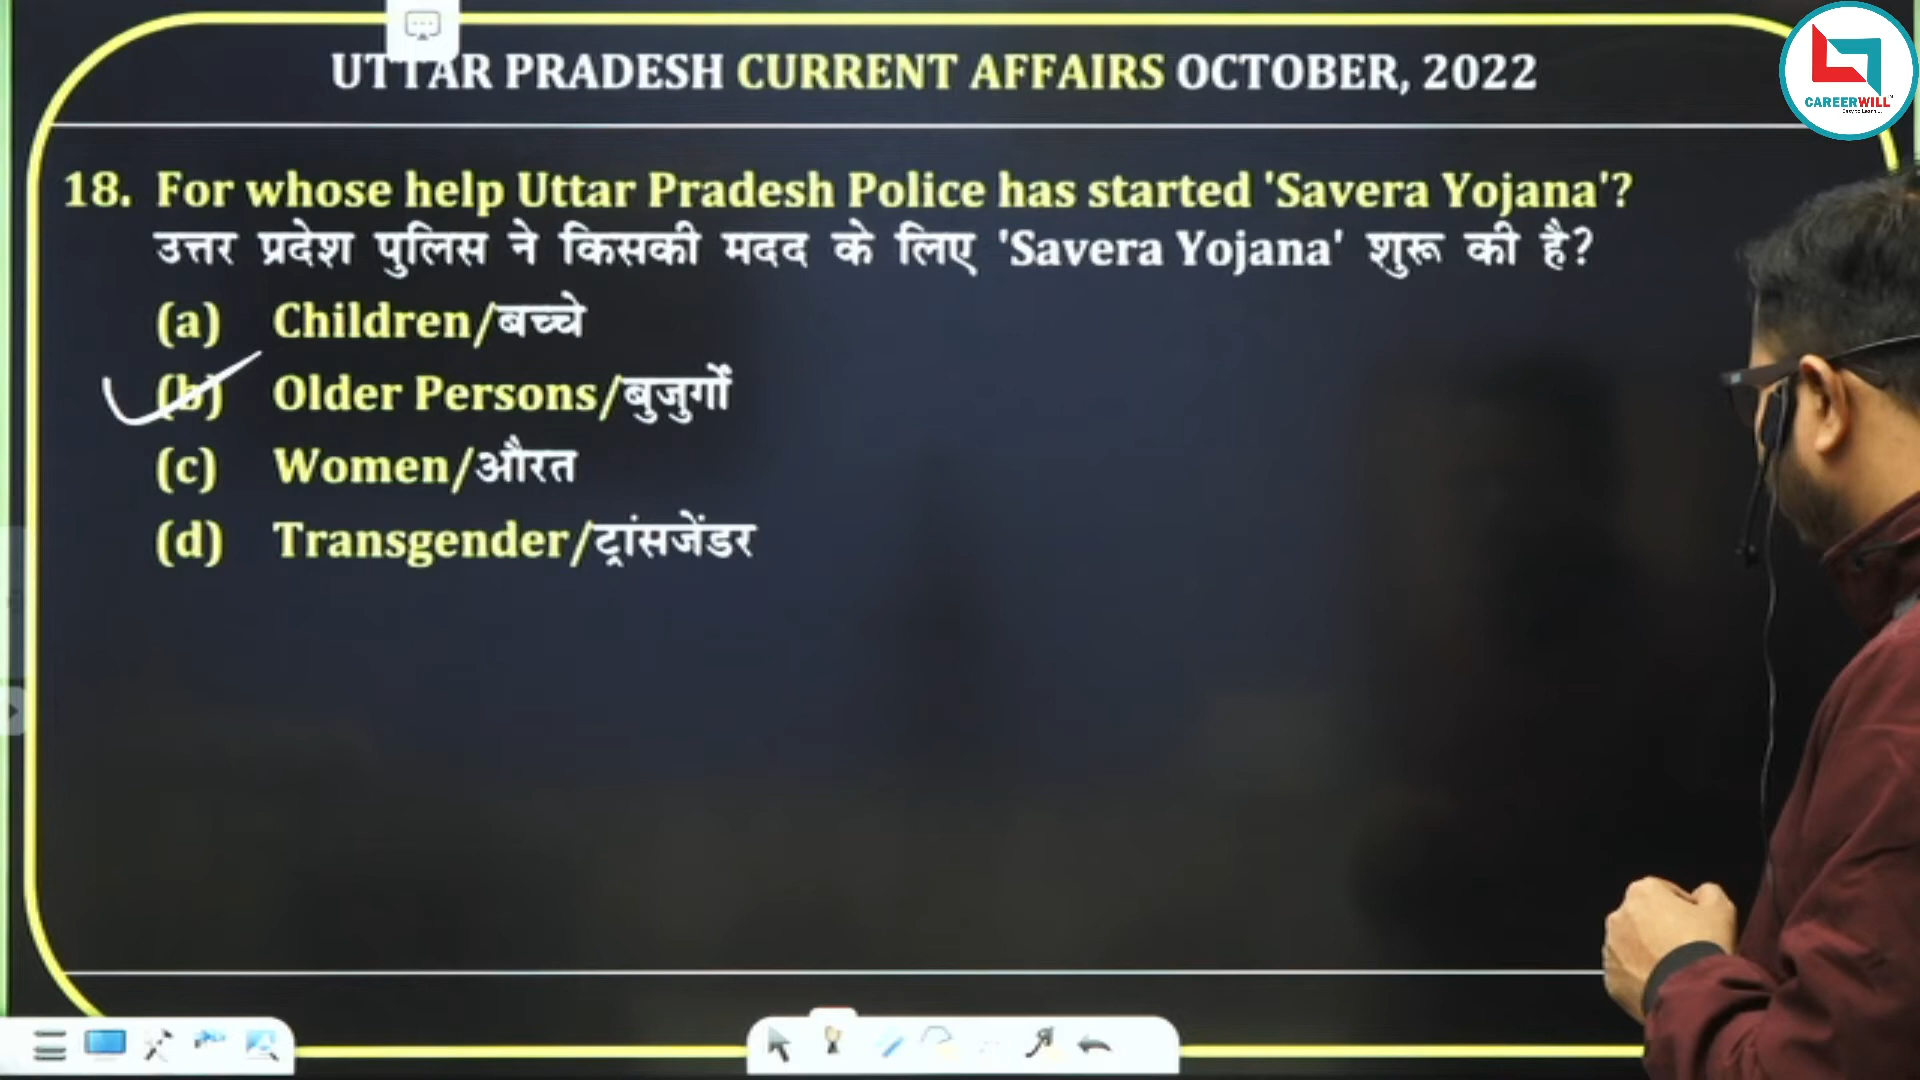 UTTAR PRADESH CURRENT AFFAIRS OCTOBER, 2022
CAREERWILL
18. For whose help Uttar Pradesh Police has started 'Savera Yojana'?
उत्तर प्रदेश पुलिस ने किसकी मदद के लिए 'Savera Yojana' शुरू की है?
(a) Children/बच्चे
(b) Older Persons/बुजुर्गों
(c) Women/औरत
(d) Transgender/ट्रांसजेंडर